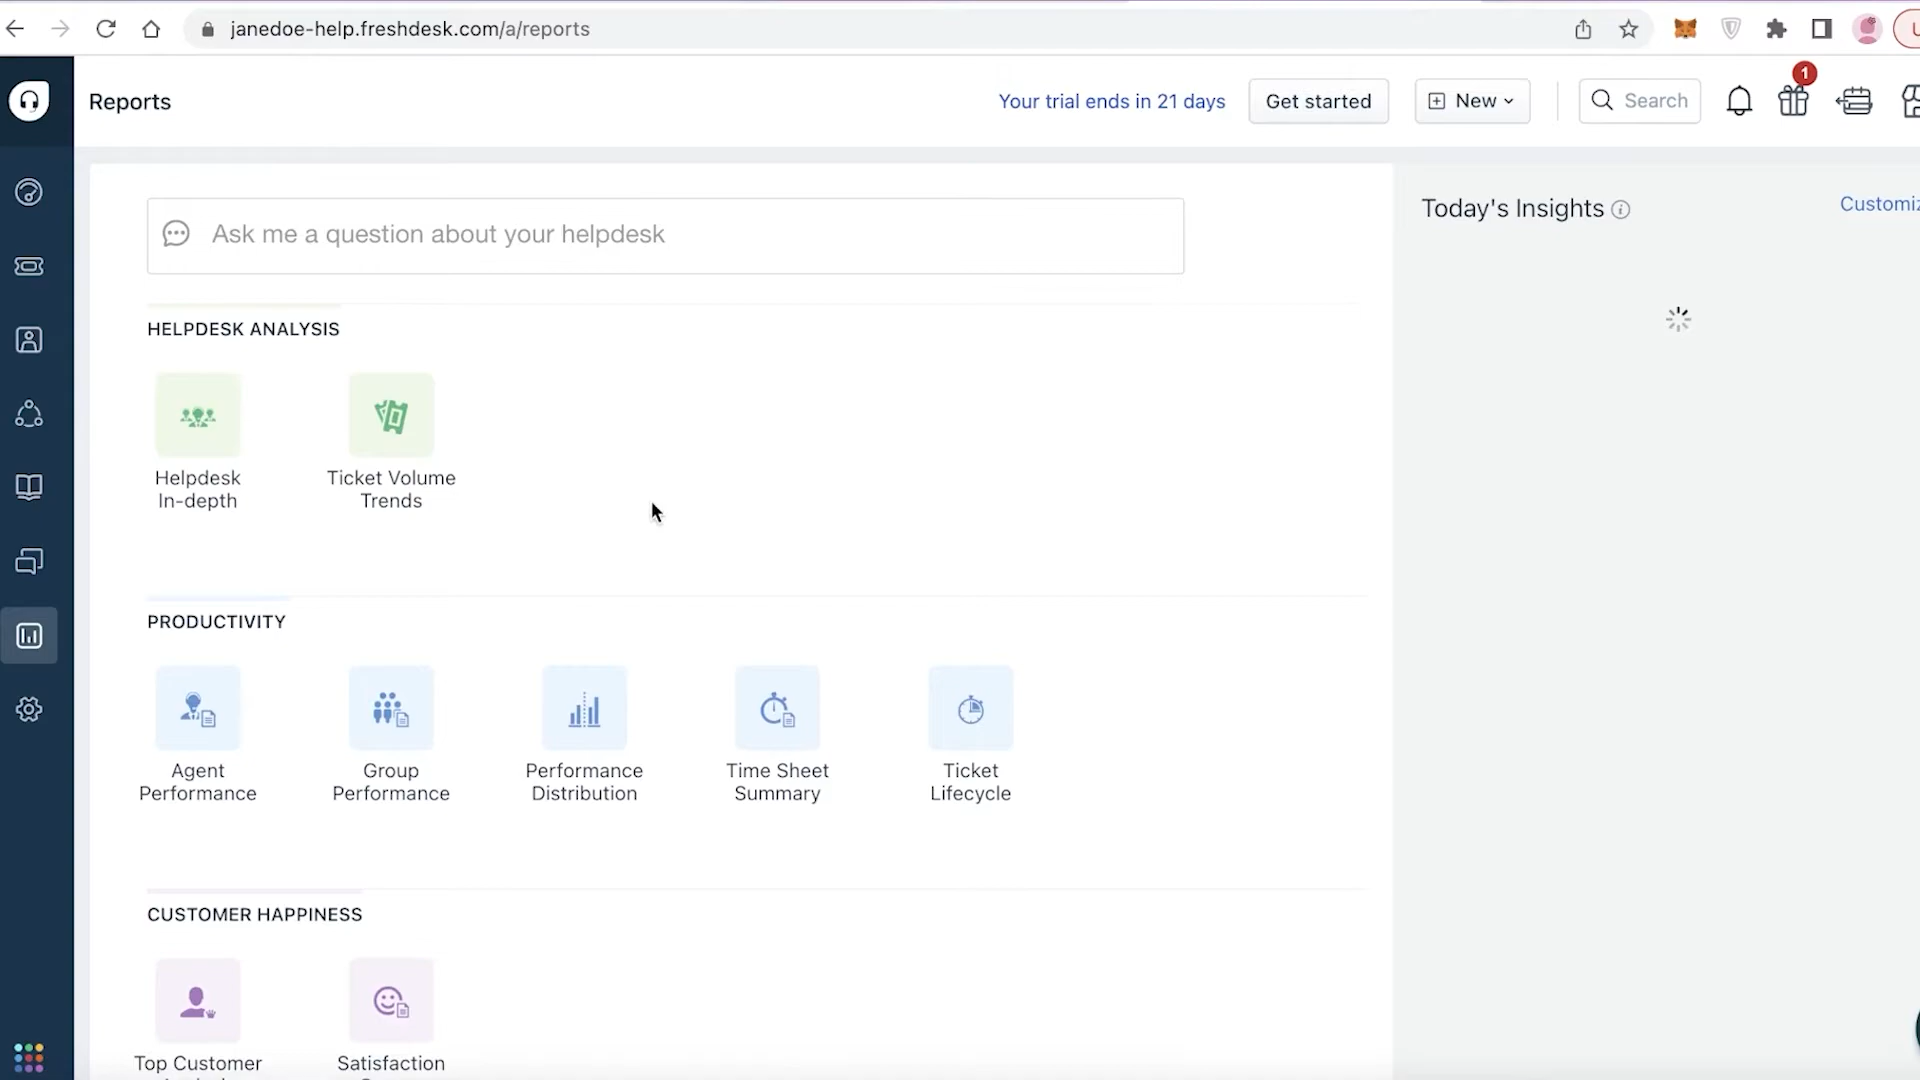 janedoe-help.freshdesk.com/a/reports
Reports
Your trial ends in 21 days
Get started
New
Search
1
Ask me a question about your helpdesk
Today's Insights
Customiz
HELPDESK ANALYSIS
Helpdesk
In-depth
Ticket Volume
Trends
PRODUCTIVITY
Agent
Performance
Group
Performance
Performance
Distribution
Time Sheet
Summary
Ticket
Lifecycle
CUSTOMER HAPPINESS
Top Customer
Satisfaction